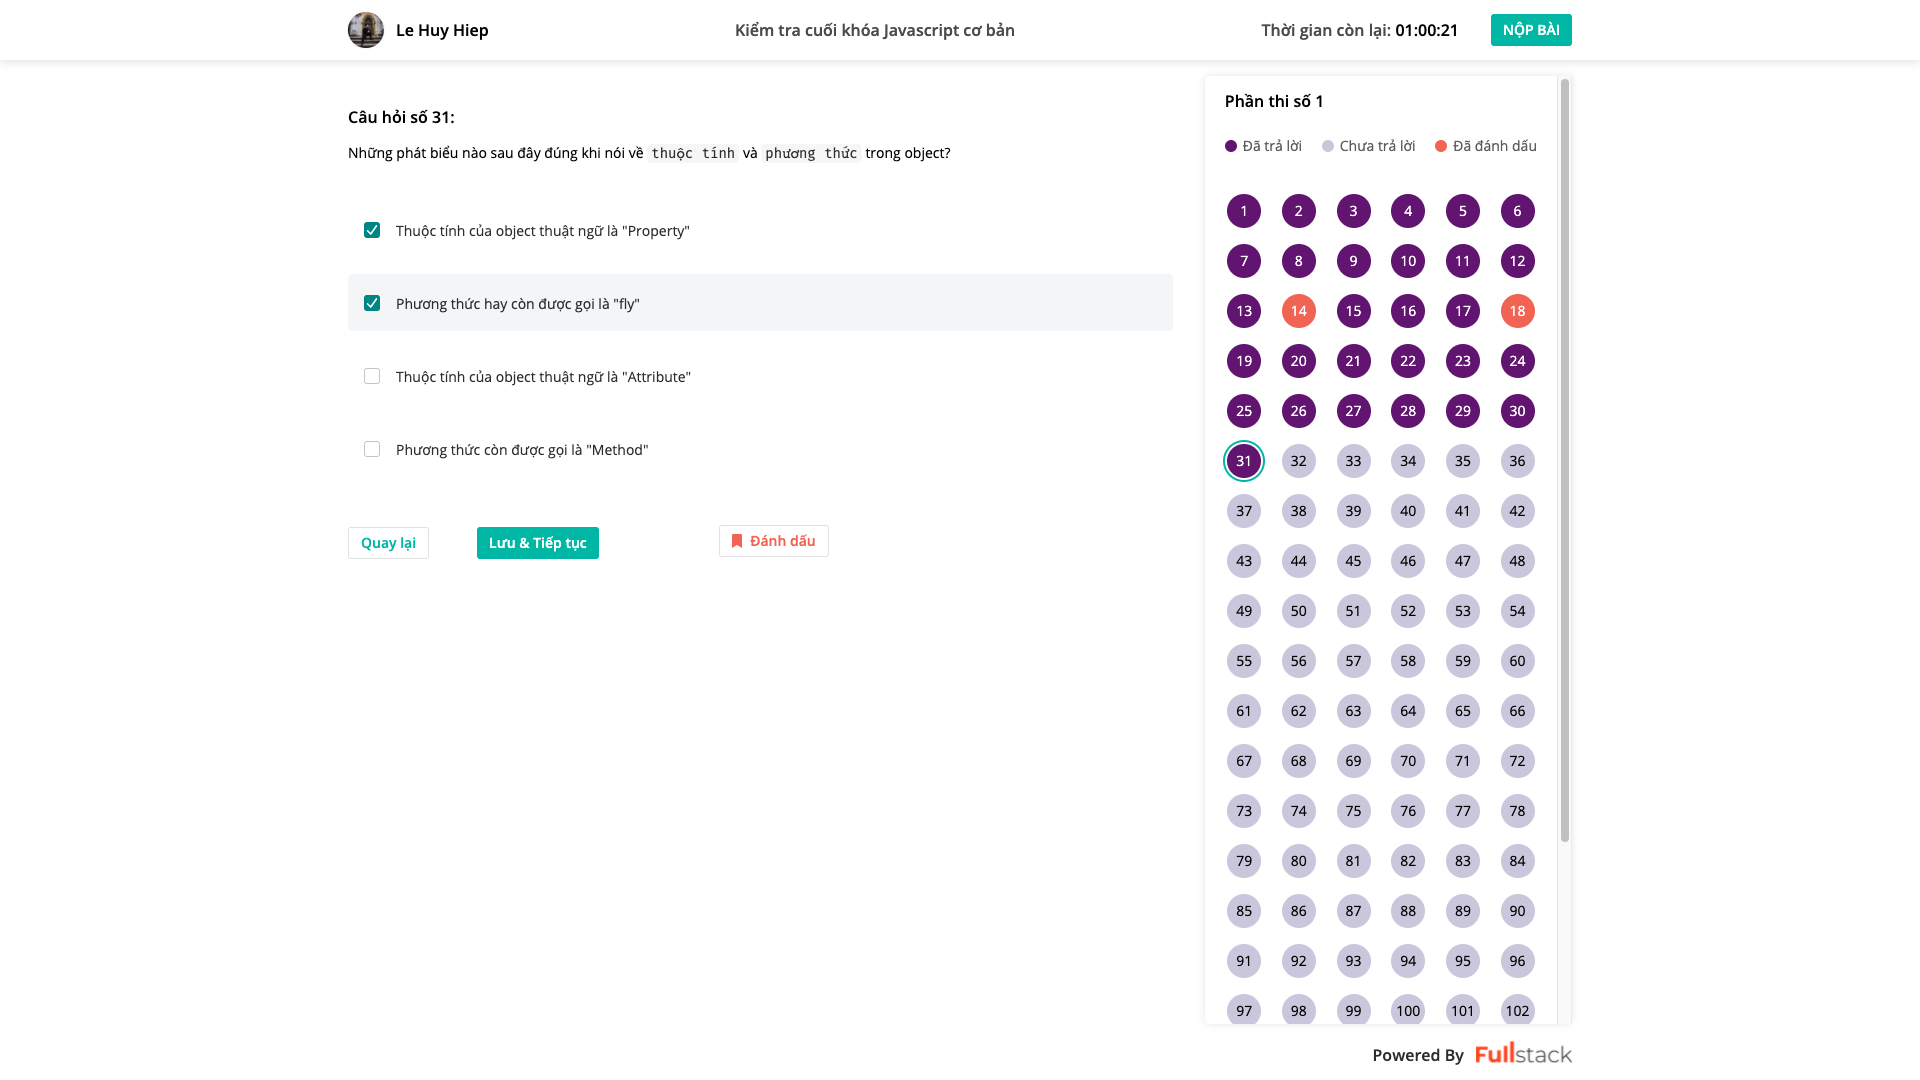 Le Huy Hiep
Kiểm tra cuối khóa Javascript cơ bản
Thời gian còn lại: 01:00:21
NỘP BÀI
Câu hỏi số 31:
Những phát biểu nào sau đây đúng khi nói về thuộc tính và phương thức trong object?
Thuộc tính của object thuật ngữ là "Property"
Phương thức hay còn được gọi là "fly"
Thuộc tính của object thuật ngữ là "Attribute"
Phương thức còn được gọi là "Method"
Quay lại
Lưu & Tiếp tục
Đánh dấu
Phần thi số 1
Đã trả lời Chưa trả lời Đã đánh dấu
1 2 3 4 5 6
7 8 9 10 11 12
13 14 15 16 17 18
19 20 21 22 23 24
25 26 27 28 29 30
31 32 33 34 35 36
37 38 39 40 41 42
43 44 45 46 47 48
49 50 51 52 53 54
55 56 57 58 59 60
61 62 63 64 65 66
67 68 69 70 71 72
73 74 75 76 77 78
79 80 81 82 83 84
85 86 87 88 89 90
91 92 93 94 95 96
97 98 99 100 101 102
Powered By Fullstack